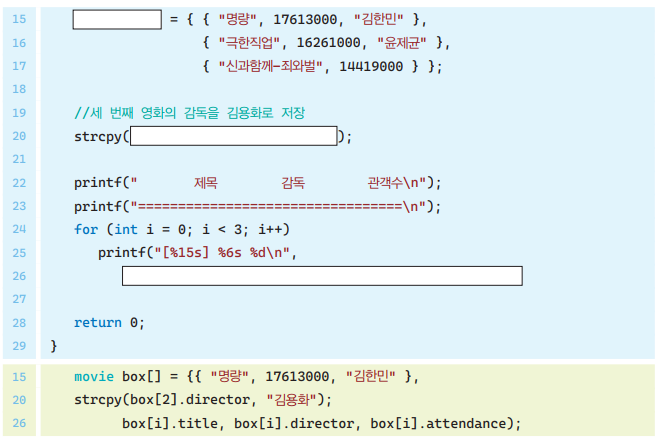 15 = { { "명량", 17613000, "김한민" },
16 { "극한직업", 16261000, "윤제균" },
17 { "신과함께-죄와벌", 14419000 } };
18
19 //세 번째 영화의 감독을 김용화로 저장
20 strcpy( );
21
22 printf(" 제목 감독 관객수\n");
23 printf("=================================\n");
24 for (int i = 0; i < 3; i++)
25 printf("[%15s] %6s %d\n",
26
27
28 return 0;
29 }
15 movie box[] = {{ "명량", 17613000, "김한민" },
20 strcpy(box[2].director, "김용화");
26 box[i].title, box[i].director, box[i].attendance);